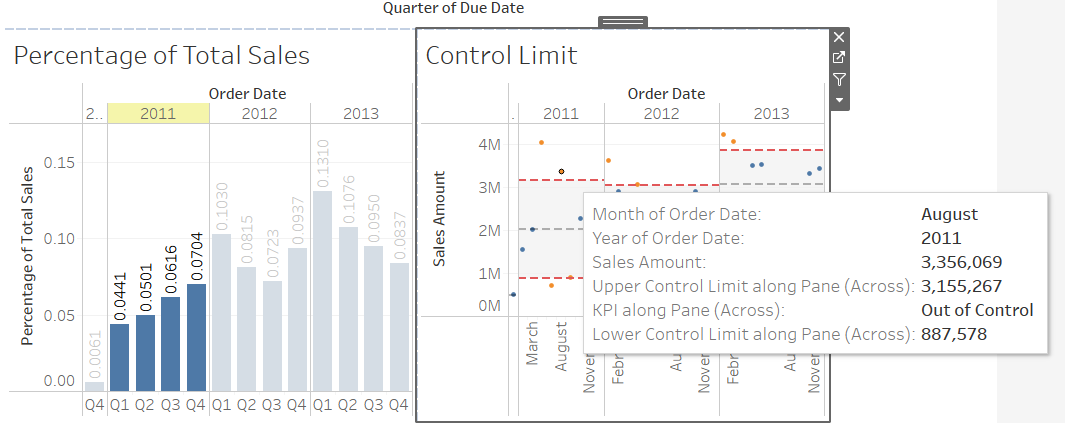 Quarter of Due Date
Percentage of Total Sales
Order Date
2.. 2011 2012 2013
Percentage of Total Sales
0.15
0.10
0.05
0.00
0.0061
0.0441
0.0501
0.0616
0.0704
0.1030
0.0815
0.0723
0.0937
0.1310
0.1076
0.0950
0.0837
Q4 Q1 Q2 Q3 Q4 Q1 Q2 Q3 Q4 Q1 Q2 Q3 Q4
Control Limit
Order Date
. 2011 2012 2013
Sales Amount
4M
3M
2M
1M
0M
March
August
Nover
Febr
Au
Nover
Febr
Au
Nover
Month of Order Date: August
Year of Order Date: 2011
Sales Amount: 3,356,069
Upper Control Limit along Pane (Across): 3,155,267
KPI along Pane (Across): Out of Control
Lower Control Limit along Pane (Across): 887,578